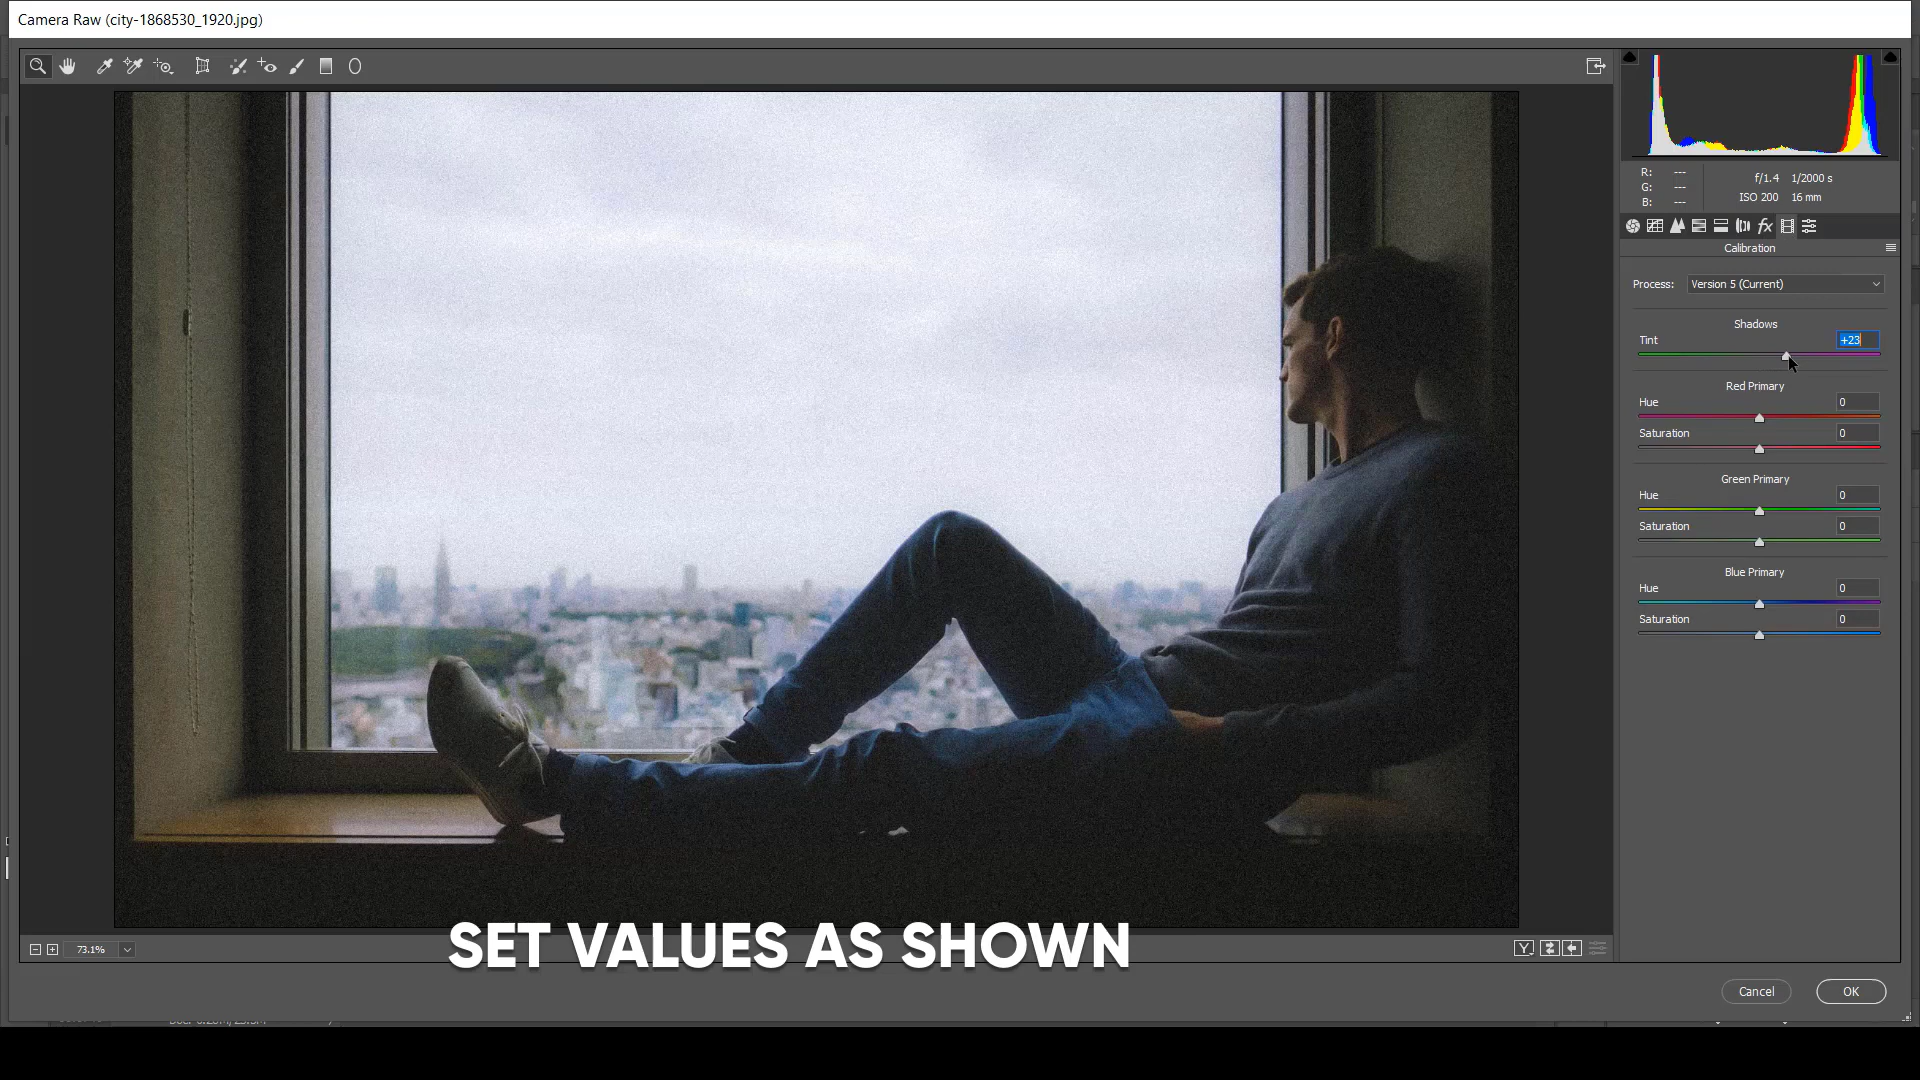 Camera Raw (city-1868530_1920.jpg)
R: ---
G: ---
B: ---
f/1.4 1/2000 s
ISO 200 16 mm
fx
Calibration
Process: Version 5 (Current)
Shadows
Tint +23
Red Primary
Hue 0
Saturation 0
Green Primary
Hue 0
Saturation 0
Blue Primary
Hue 0
Saturation 0
73.1%
Y
SET VALUES AS SHOWN
Cancel OK